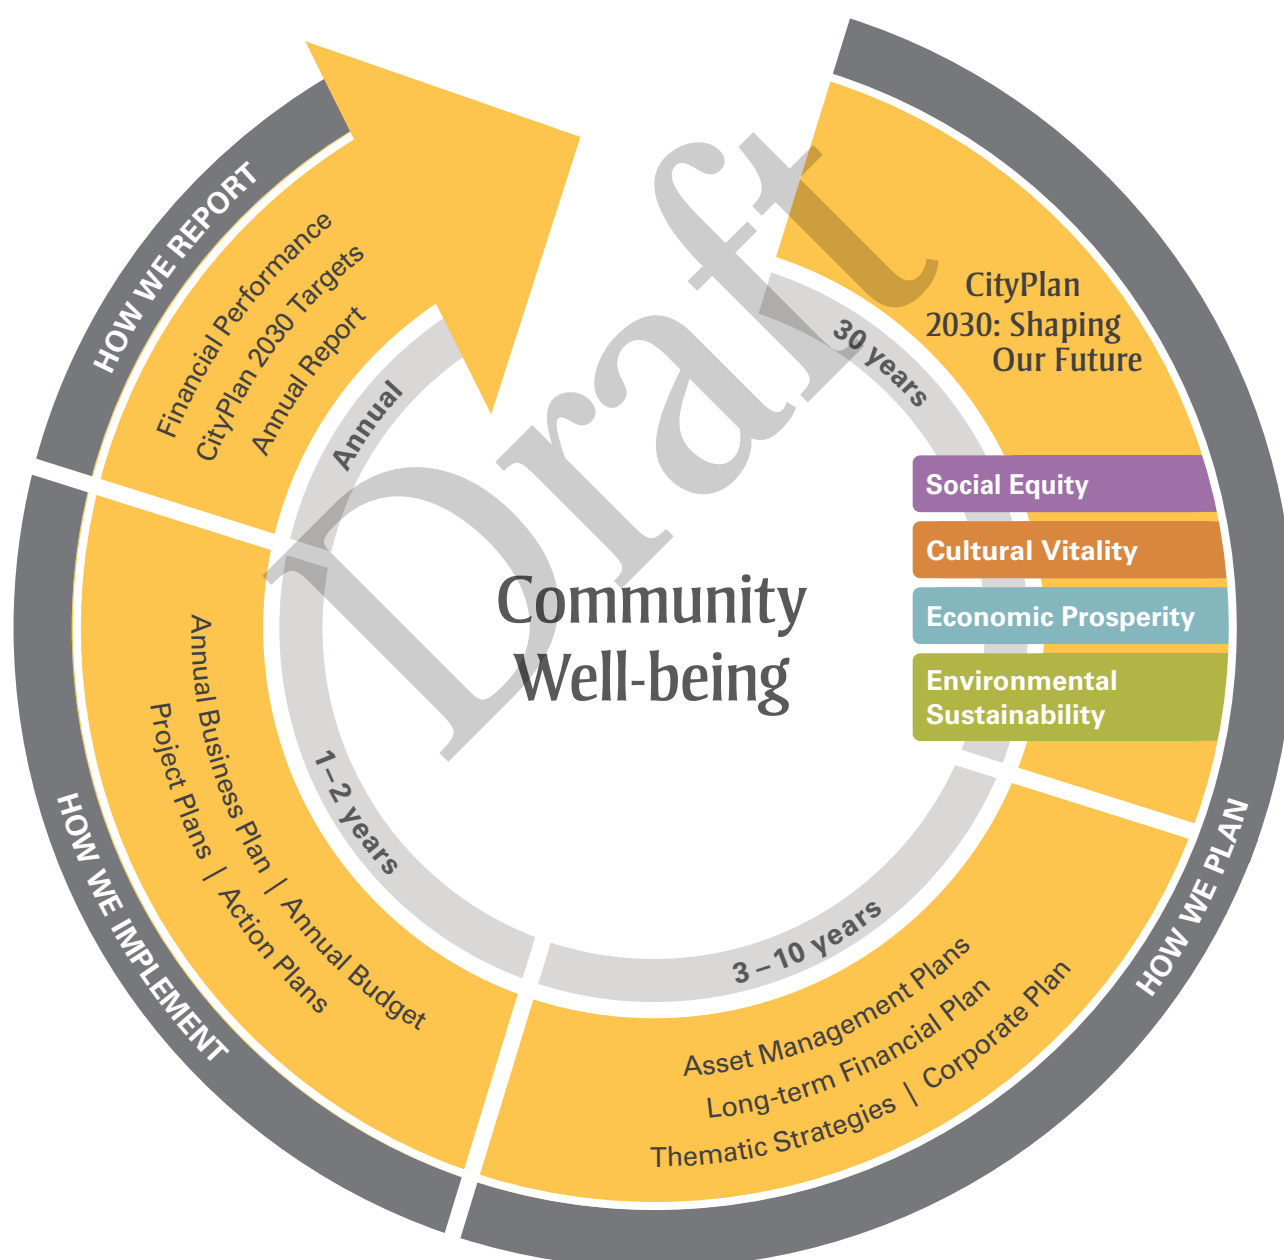 CityPlan
2030: Shaping
Our Future
30 years
Social Equity
Cultural Vitality
Economic Prosperity
Environmental
Sustainability
HOW WE PLAN
3 – 10 years
Asset Management Plans
Long-term Financial Plan
Thematic Strategies | Corporate Plan
HOW WE IMPLEMENT
1–2 years
Annual Business Plan | Annual Budget
Project Plans | Action Plans
HOW WE REPORT
Financial Performance
CityPlan 2030 Targets
Annual Report
Annual
Community
Well-being
Draft